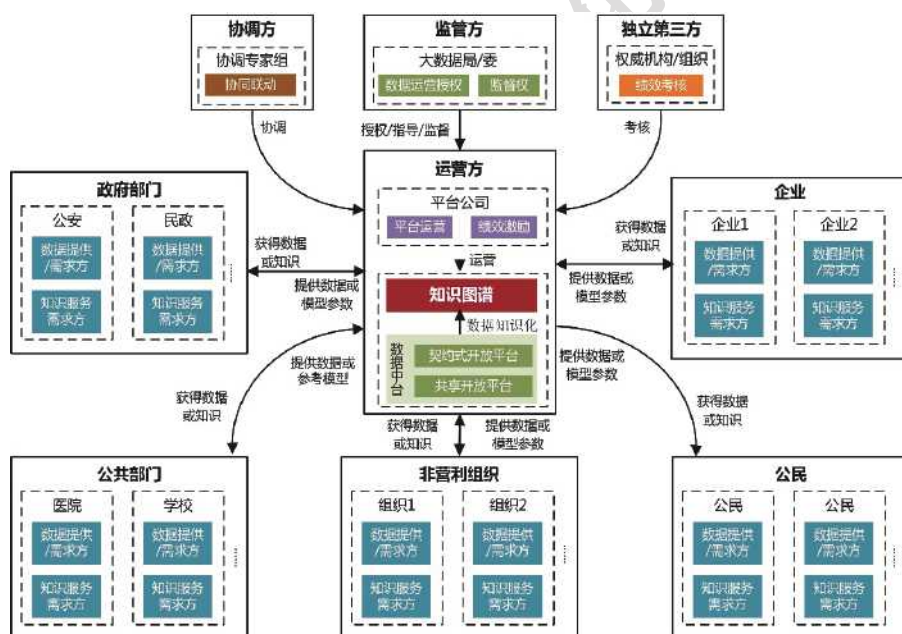 协调方
协调专家组
协同联动
监管方
大数据局/委
数据运营授权
监督权
独立第三方
权威机构/组织
绩效考核
协调
授权/指导/监督
考核
运营方
平台公司
平台运营
绩效激励
运营
知识图谱
数据知识化
数据中台
契约式开放平台
共享开放平台
政府部门
公安
民政
数据提供
/需求方
数据提供
/需求方
知识服务
需求方
知识服务
需求方
获得数据
或知识
提供数据或
模型参数
企业
企业1
企业2
数据提供
/需求方
数据提供
/需求方
知识服务
需求方
知识服务
需求方
获得数据
或知识
提供数据或
模型参数
提供数据或
参考模型
获得数据
或知识
获得数据
或知识
提供数据或
模型参数
提供数据或
模型参数
获得数据
或知识
公共部门
医院
学校
数据提供
/需求方
数据提供
/需求方
知识服务
需求方
知识服务
需求方
非营利组织
组织1
组织2
数据提供
/需求方
数据提供
/需求方
知识服务
需求方
知识服务
需求方
公民
公民
公民
数据提供
/需求方
数据提供
/需求方
知识服务
需求方
知识服务
需求方